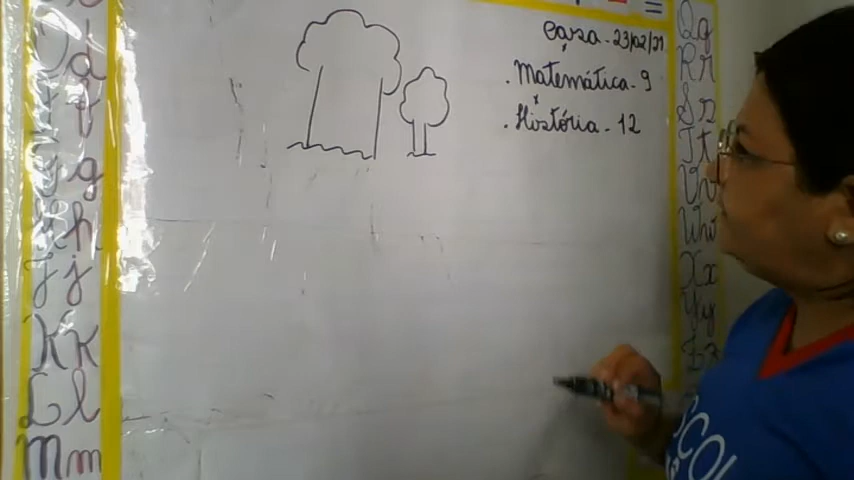 Casa - 23/02/21
. Matemática - 9
. História - 12
D d
g
h
J j
K k
L l
M m
Q q
R r
S s
T t
U u
V v
X x
Y y
Z z